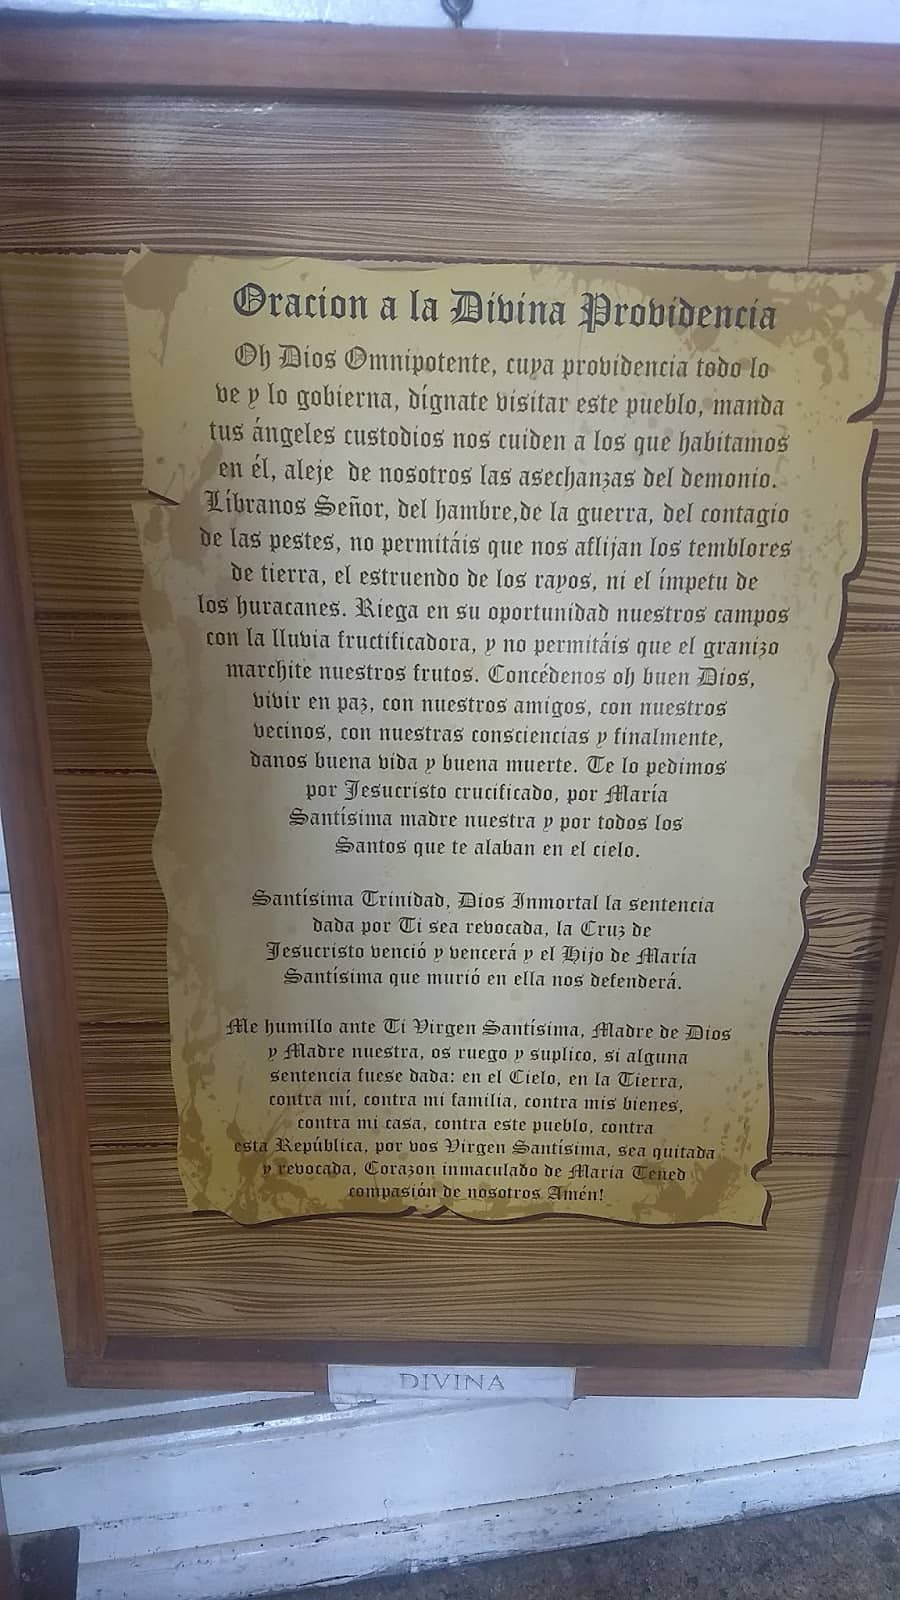 Oracion a la Divina Providencia
Oh Dios Omnipotente, cuya providencia todo lo
ve y lo gobierna, dígnate visitar este pueblo, manda
tus ángeles custodios nos cuiden a los que habitamos
en él, aleje de nosotros las asechanzas del demonio.
Líbranos Señor, del hambre,de la guerra, del contagio
de las pestes, no permitáis que nos aflijan los temblores
de tierra, el estruendo de los rayos, ni el ímpetu de
los huracanes. Riega en su oportunidad nuestros campos
con la lluvia fructificadora, y no permitáis que el granizo
marchite nuestros frutos. Concédenos oh buen Dios,
vivir en paz, con nuestros amigos, con nuestros
vecinos, con nuestras consciencias y finalmente,
danos buena vida y buena muerte. Te lo pedimos
por Jesucristo crucificado, por María
Santísima madre nuestra y por todos los
Santos que te alaban en el cielo.
Santísima Trinidad, Dios Inmortal la sentencia
dada por Ti sea revocada, la Cruz de
Jesucristo venció y vencerá y el Hijo de María
Santísima que murió en ella nos defenderá.
Me humillo ante Ti Virgen Santísima, Madre de Dios
y Madre nuestra, os ruego y suplico, si alguna
sentencia fuese dada: en el Cielo, en la Tierra,
contra mí, contra mi familia, contra mis bienes,
contra mi casa, contra este pueblo, contra
esta República, por vos Virgen Santísima, sea quitada
y revocada, Corazon inmaculado de Maria Tened
compasión de nosotros Amén!
DIVINA